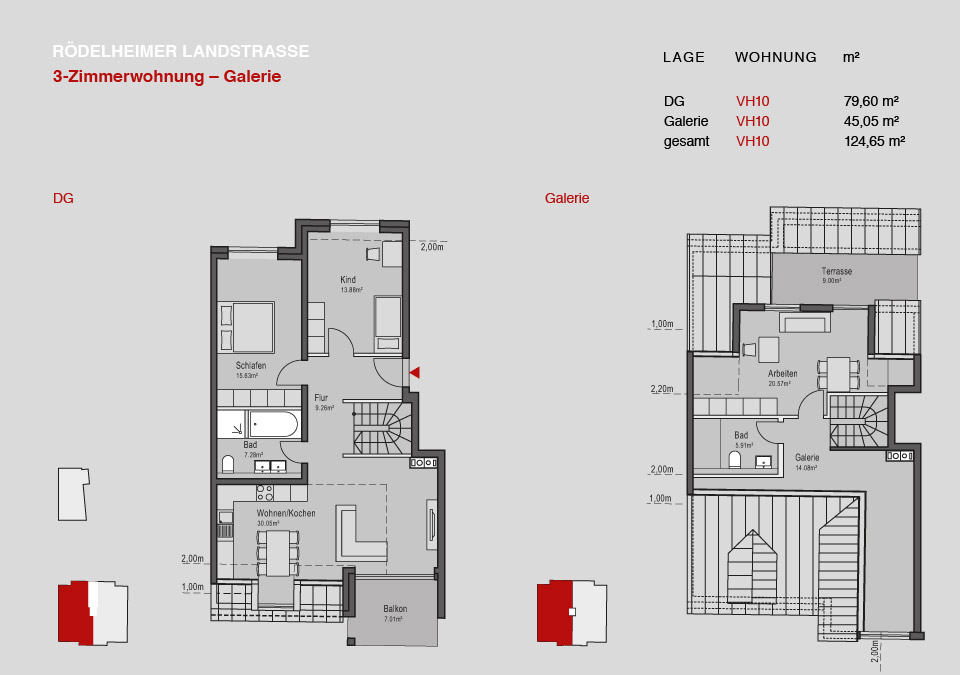 RÖDELHEIMER LANDSTRASSE
3-Zimmerwohnung – Galerie
LAGE WOHNUNG m²
DG VH10 79,60 m²
Galerie VH10 45,05 m²
gesamt VH10 124,65 m²
DG
2,00m
Kind
13.88m²
Schlafen
15.63m²
Flur
9.26m²
Bad
7.28m²
Wohnen/Kochen
30.05m²
2,00m
1,00m
Balkon
7.01m²
Galerie
Terrasse
9.00m²
1,00m
Arbeiten
20.57m²
2,20m
Bad
5.91m²
Galerie
14.08m²
2,00m
1,00m
2,00m